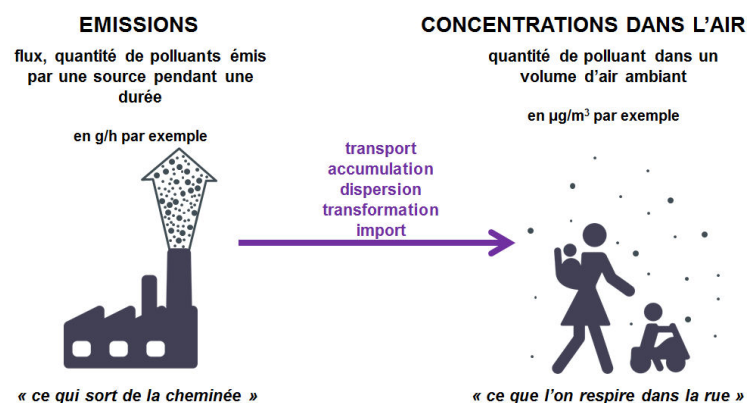 EMISSIONS
flux, quantité de polluants émis
par une source pendant une
durée
en g/h par exemple
CONCENTRATIONS DANS L'AIR
quantité de polluant dans un
volume d'air ambiant
en µg/m³ par exemple
transport
accumulation
dispersion
transformation
import
« ce qui sort de la cheminée »
« ce que l'on respire dans la rue »